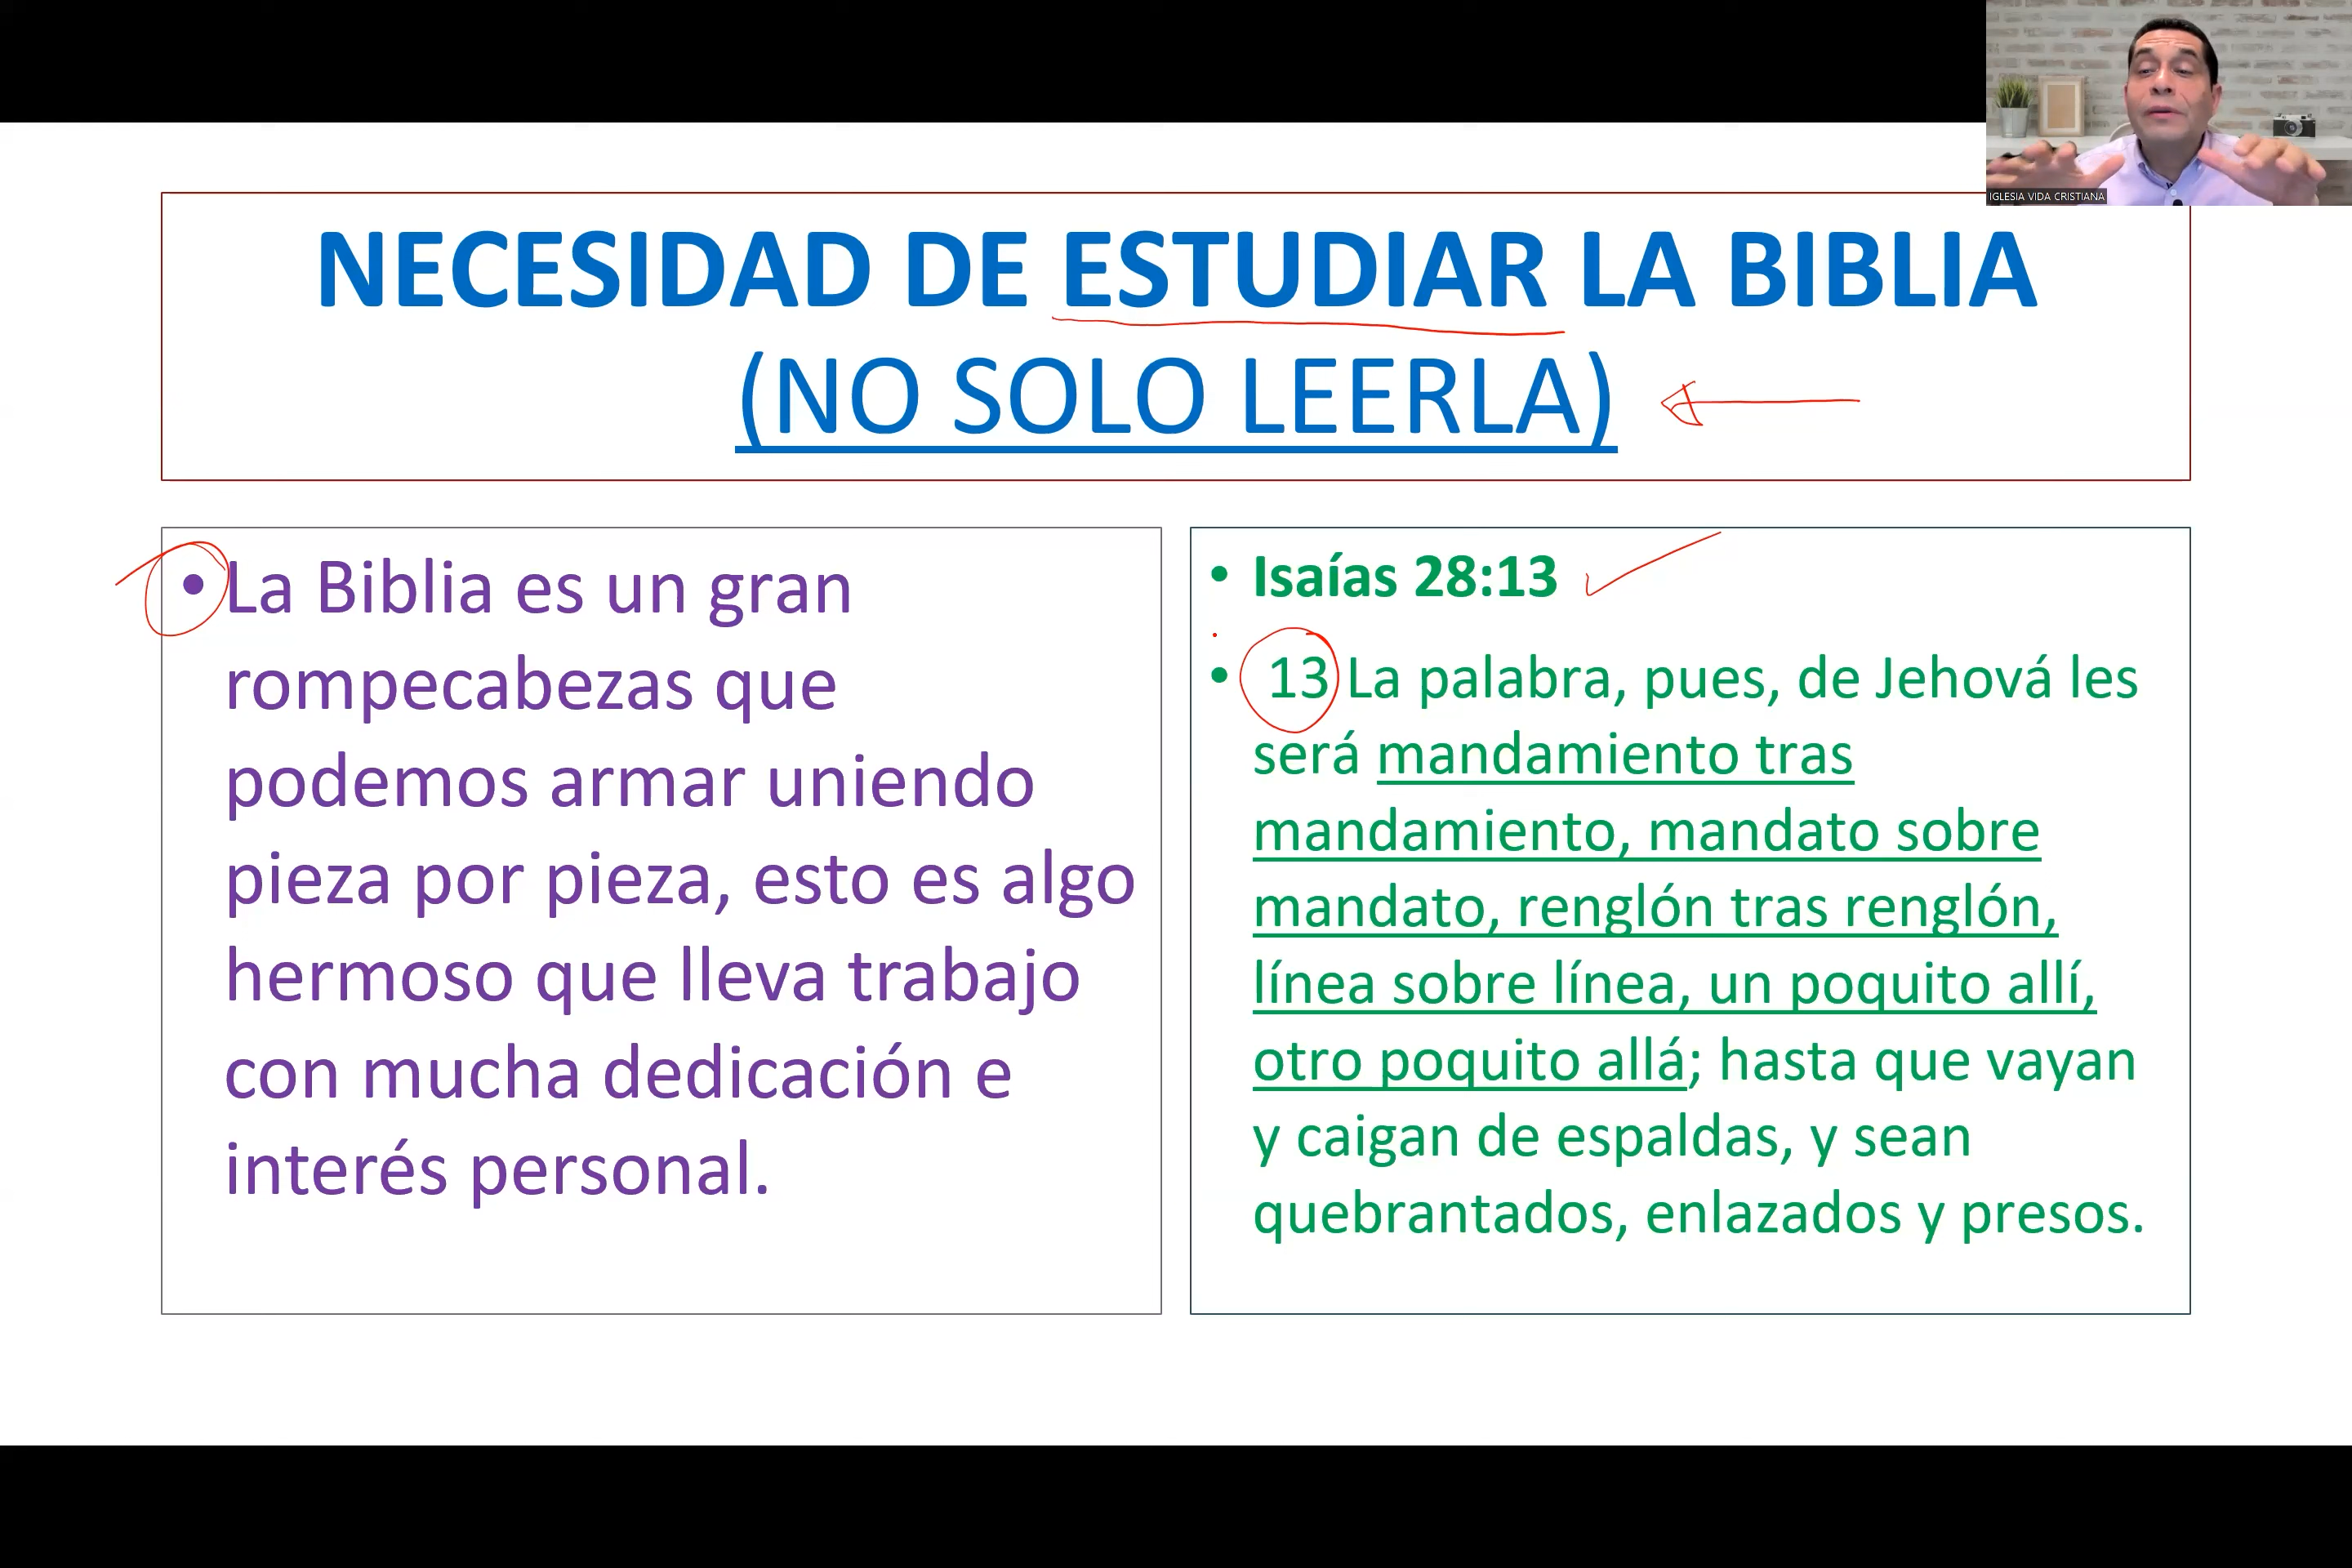 IGLESIA VIDA CRISTIANA
NECESIDAD DE ESTUDIAR LA BIBLIA
(NO SOLO LEERLA)
• La Biblia es un gran
rompecabezas que
podemos armar uniendo
pieza por pieza, esto es algo
hermoso que lleva trabajo
con mucha dedicación e
interés personal.
• Isaías 28:13
• 13 La palabra, pues, de Jehová les
será mandamiento tras
mandamiento, mandato sobre
mandato, renglón tras renglón,
línea sobre línea, un poquito allí,
otro poquito allá; hasta que vayan
y caigan de espaldas, y sean
quebrantados, enlazados y presos.